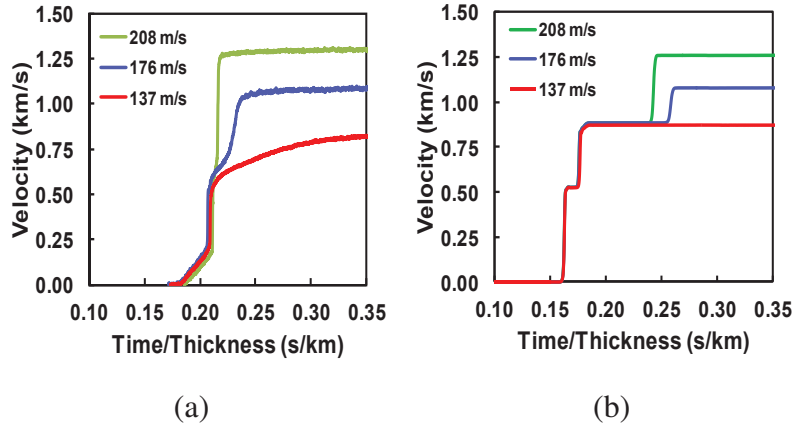 1.50
1.25
1.00
0.75
0.50
0.25
0.00
Velocity (km/s)
208 m/s
176 m/s
137 m/s
0.10 0.15 0.20 0.25 0.30 0.35
Time/Thickness (s/km)
(a)
1.50
1.25
1.00
0.75
0.50
0.25
0.00
Velocity (km/s)
208 m/s
176 m/s
137 m/s
0.10 0.15 0.20 0.25 0.30 0.35
Time/Thickness (s/km)
(b)